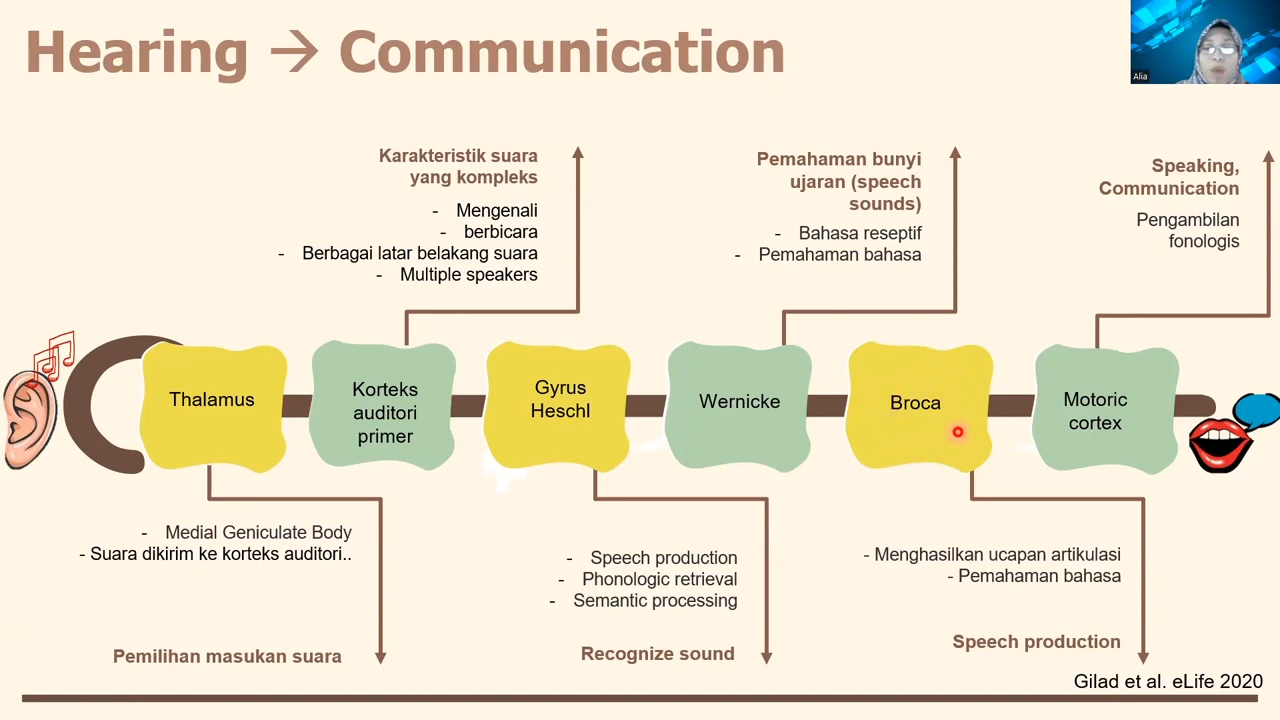 Hearing → Communication
Alia
Karakteristik suara
yang kompleks
- Mengenali
- berbicara
- Berbagai latar belakang suara
- Multiple speakers
Pemahaman bunyi
ujaran (speech
sounds)
- Bahasa reseptif
- Pemahaman bahasa
Speaking,
Communication
Pengambilan
fonologis
Thalamus
Korteks
auditori
primer
Gyrus
Heschl
Wernicke
Broca
Motoric
cortex
- Medial Geniculate Body
- Suara dikirim ke korteks auditori..
Pemilihan masukan suara
- Speech production
- Phonologic retrieval
- Semantic processing
Recognize sound
- Menghasilkan ucapan artikulasi
- Pemahaman bahasa
Speech production
Gilad et al. eLife 2020